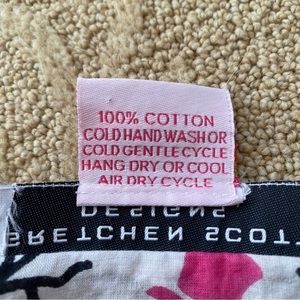 100% COTTON
COLD HAND WASH OR
COLD GENTLE CYCLE
HANG DRY OR COOL
AIR DRY CYCLE
GRETCHEN SCOTT
DESIGNS